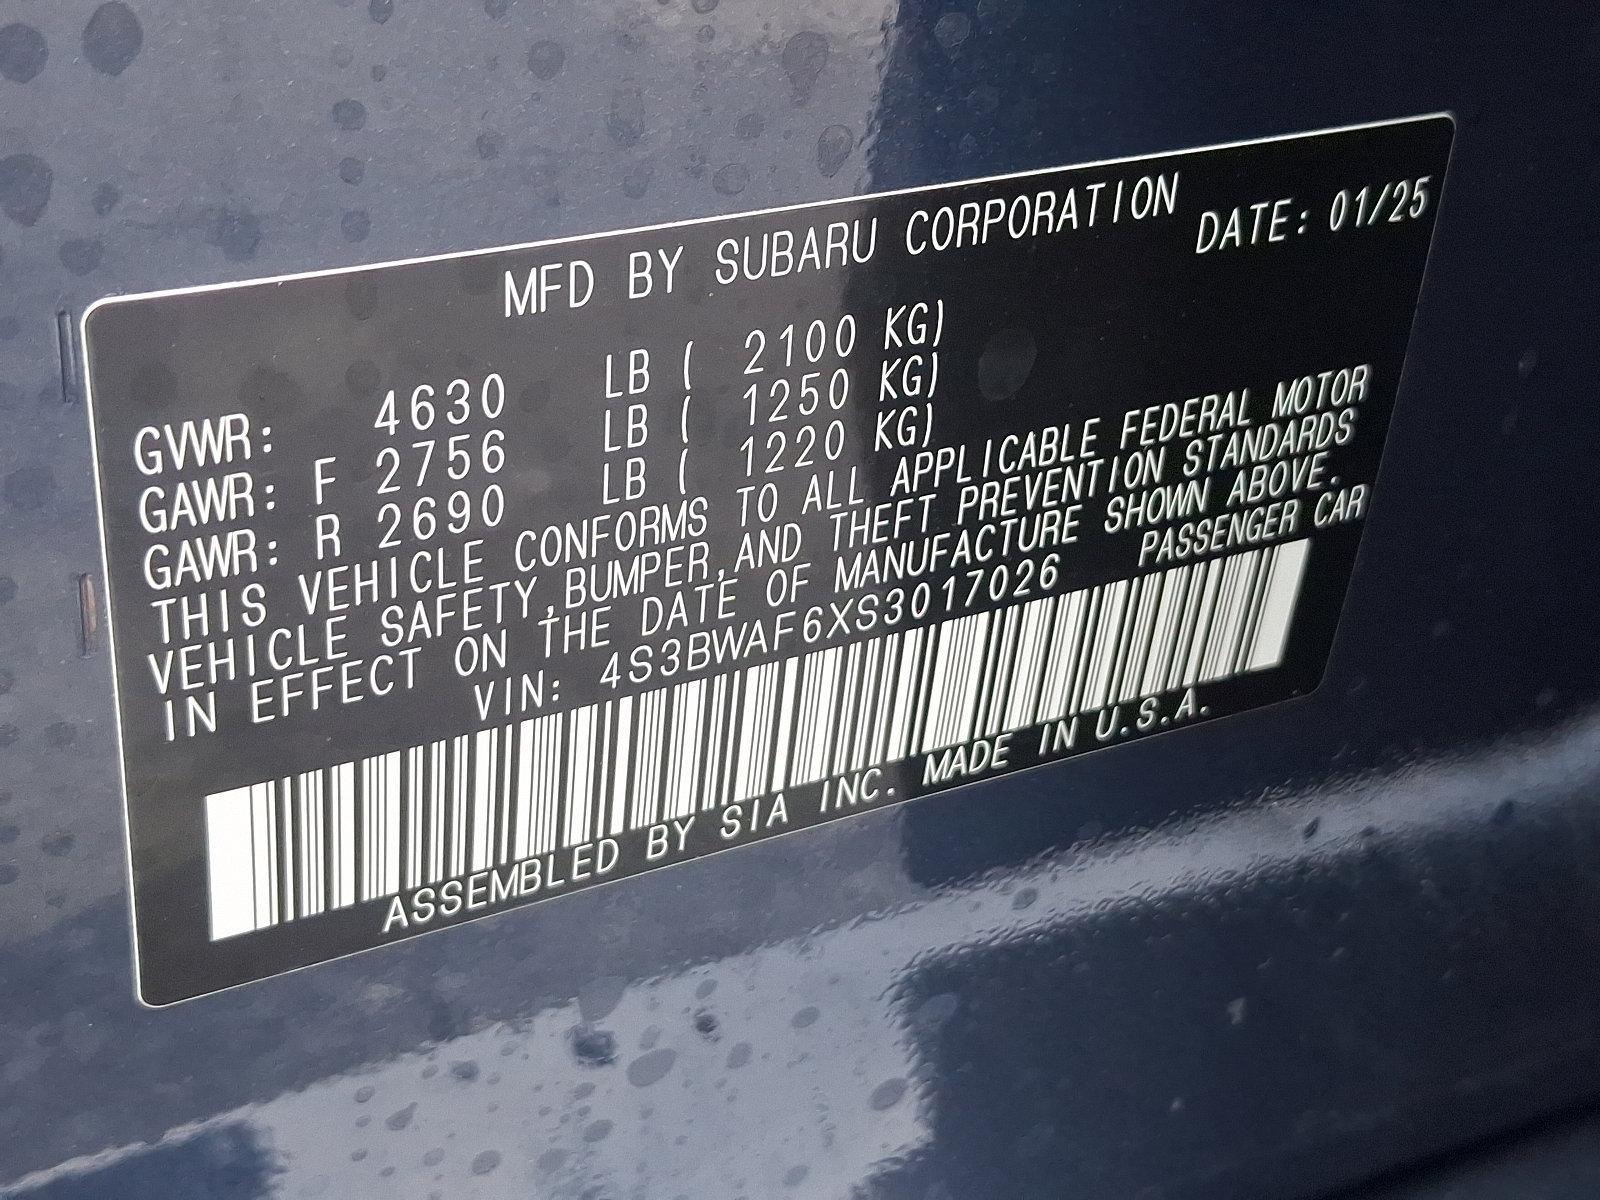 MFD BY SUBARU CORPORATION DATE: 01/25
GVWR: 4630 LB ( 2100 KG)
GAWR: F 2756 LB ( 1250 KG)
GAWR: R 2690 LB ( 1220 KG)
THIS VEHICLE CONFORMS TO ALL APPLICABLE FEDERAL MOTOR
VEHICLE SAFETY,BUMPER,AND THEFT PREVENTION STANDARDS
IN EFFECT ON THE DATE OF MANUFACTURE SHOWN ABOVE.
VIN: 4S3BWAF6XS3017026 PASSENGER CAR
ASSEMBLED BY SIA INC. MADE IN U.S.A.